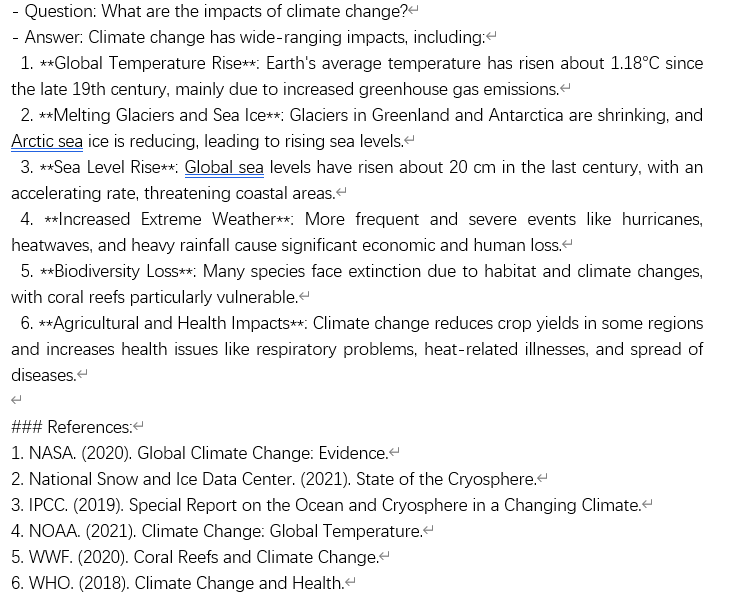 - Question: What are the impacts of climate change?↵
- Answer: Climate change has wide-ranging impacts, including:↵
1. **Global Temperature Rise**: Earth's average temperature has risen about 1.18°C since
the late 19th century, mainly due to increased greenhouse gas emissions.↵
2. **Melting Glaciers and Sea Ice**: Glaciers in Greenland and Antarctica are shrinking, and
Arctic sea ice is reducing, leading to rising sea levels.↵
3. **Sea Level Rise**: Global sea levels have risen about 20 cm in the last century, with an
accelerating rate, threatening coastal areas.↵
4. **Increased Extreme Weather**: More frequent and severe events like hurricanes,
heatwaves, and heavy rainfall cause significant economic and human loss.↵
5. **Biodiversity Loss**: Many species face extinction due to habitat and climate changes,
with coral reefs particularly vulnerable.↵
6. **Agricultural and Health Impacts**: Climate change reduces crop yields in some regions
and increases health issues like respiratory problems, heat-related illnesses, and spread of
diseases.↵
↵
### References:↵
1. NASA. (2020). Global Climate Change: Evidence.↵
2. National Snow and Ice Data Center. (2021). State of the Cryosphere.↵
3. IPCC. (2019). Special Report on the Ocean and Cryosphere in a Changing Climate.↵
4. NOAA. (2021). Climate Change: Global Temperature.↵
5. WWF. (2020). Coral Reefs and Climate Change.↵
6. WHO. (2018). Climate Change and Health.↵